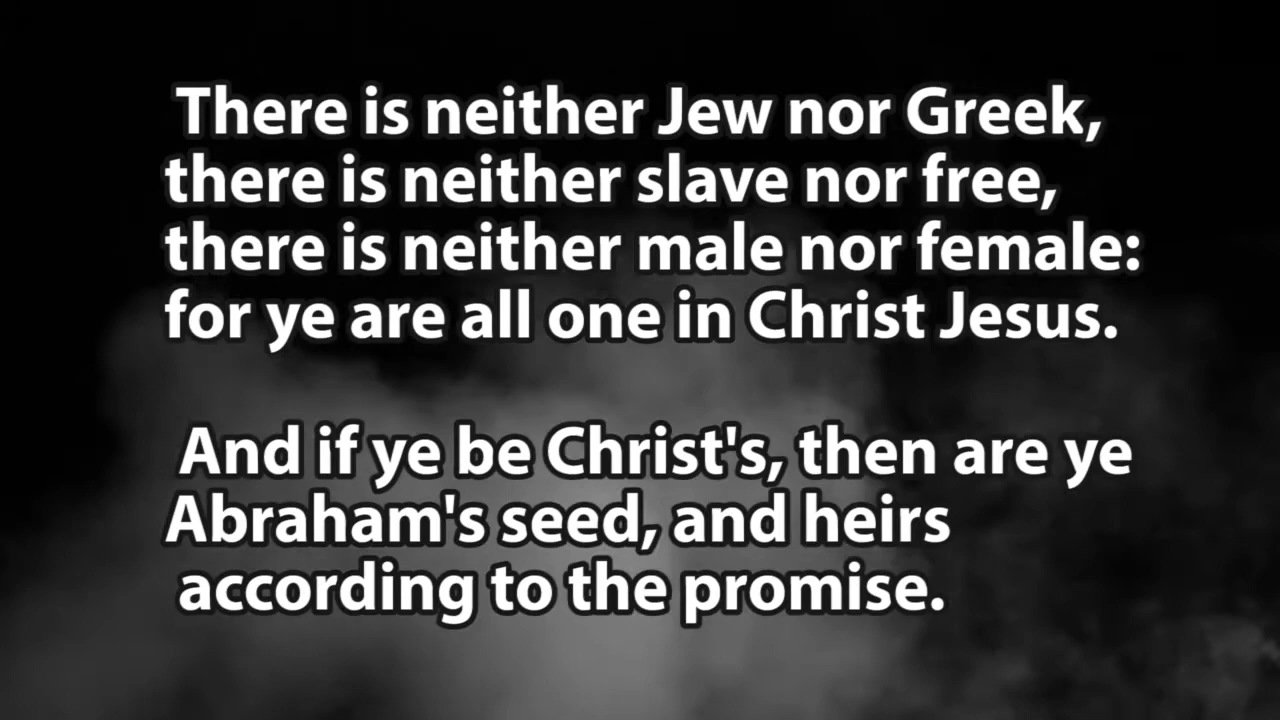 There is neither Jew nor Greek,
there is neither slave nor free,
there is neither male nor female:
for ye are all one in Christ Jesus.
And if ye be Christ's, then are ye
Abraham's seed, and heirs
according to the promise.